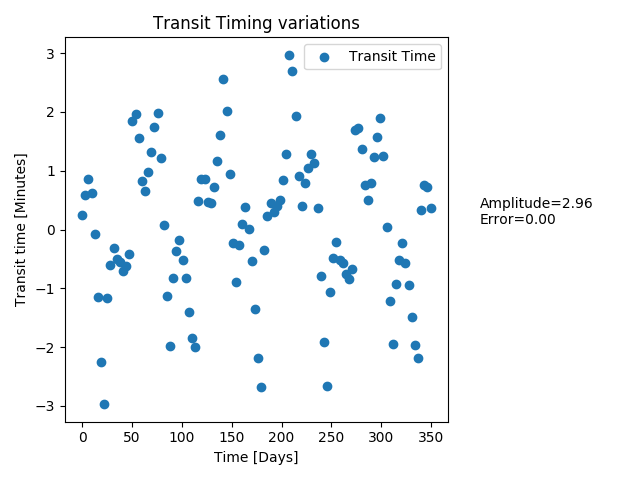 Transit Timing variations
Transit Time
3
2
1
0
−1
−2
−3
Transit time [Minutes]
0
50
100
150
200
250
300
350
Time [Days]
Amplitude=2.96
Error=0.00